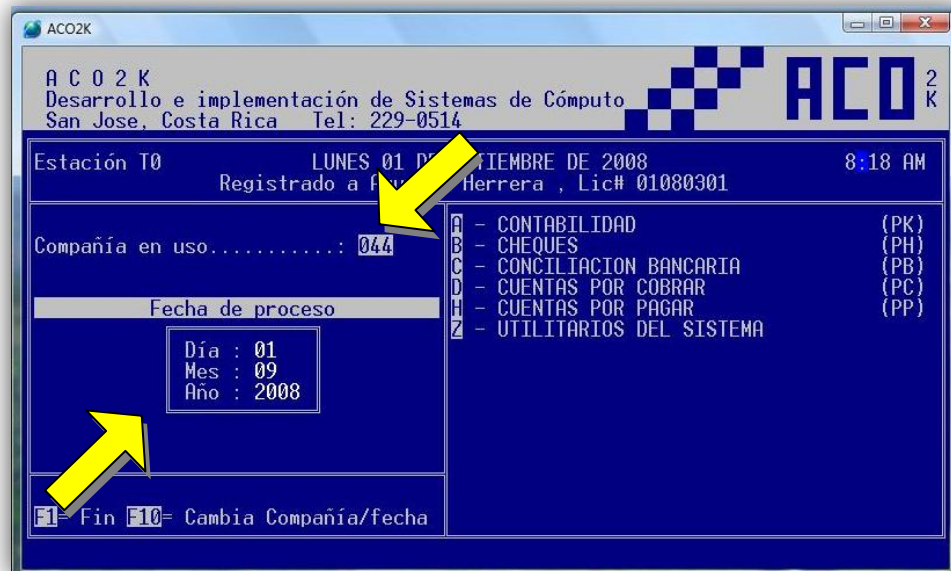 ACO2K
A C O 2 K
Desarrollo e implementación de Sistemas de Cómputo
San Jose, Costa Rica Tel: 229-0514
ACO 2K
Estación T0 LUNES 01 DE 2008 8:18 AM
Registrado a Herrera , Lic# 01080301
Compañía en uso...........: 044
Fecha de proceso
Día : 01
Mes : 09
Año : 2008
F1= Fin F10= Cambia Compañía/fecha
A - CONTABILIDAD (PK)
B - CHEQUES (PH)
C - CONCILIACION BANCARIA (PB)
D - CUENTAS POR COBRAR (PC)
H - CUENTAS POR PAGAR (PP)
Z - UTILITARIOS DEL SISTEMA